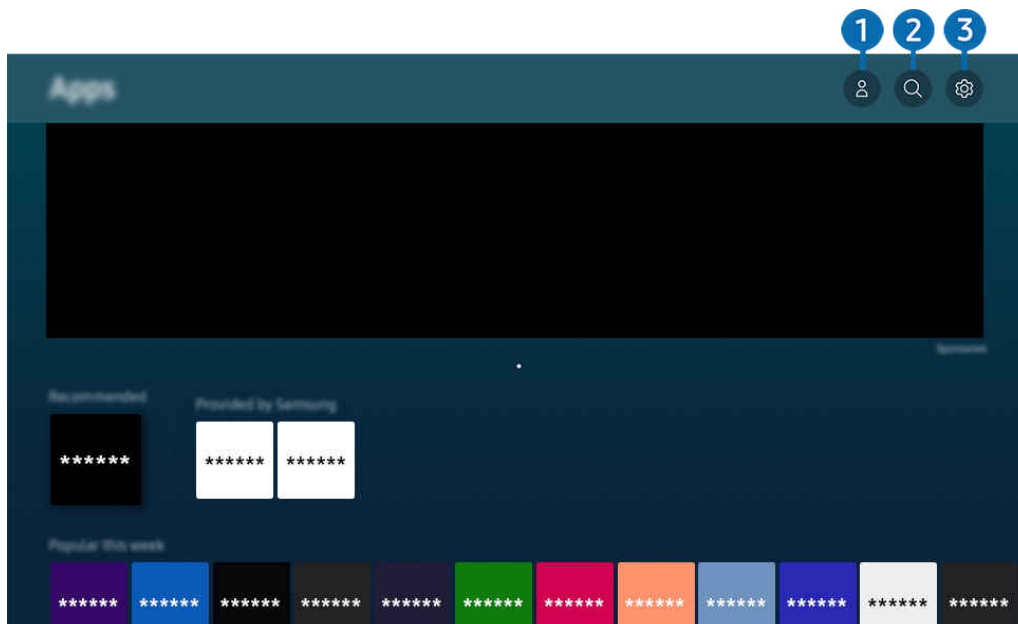 1 2 3
Apps
Sponsored
Recommended
Provided by Samsung
****** ****** ******
Popular this week
****** ****** ****** ****** ****** ****** ****** ****** ****** ****** ****** ******